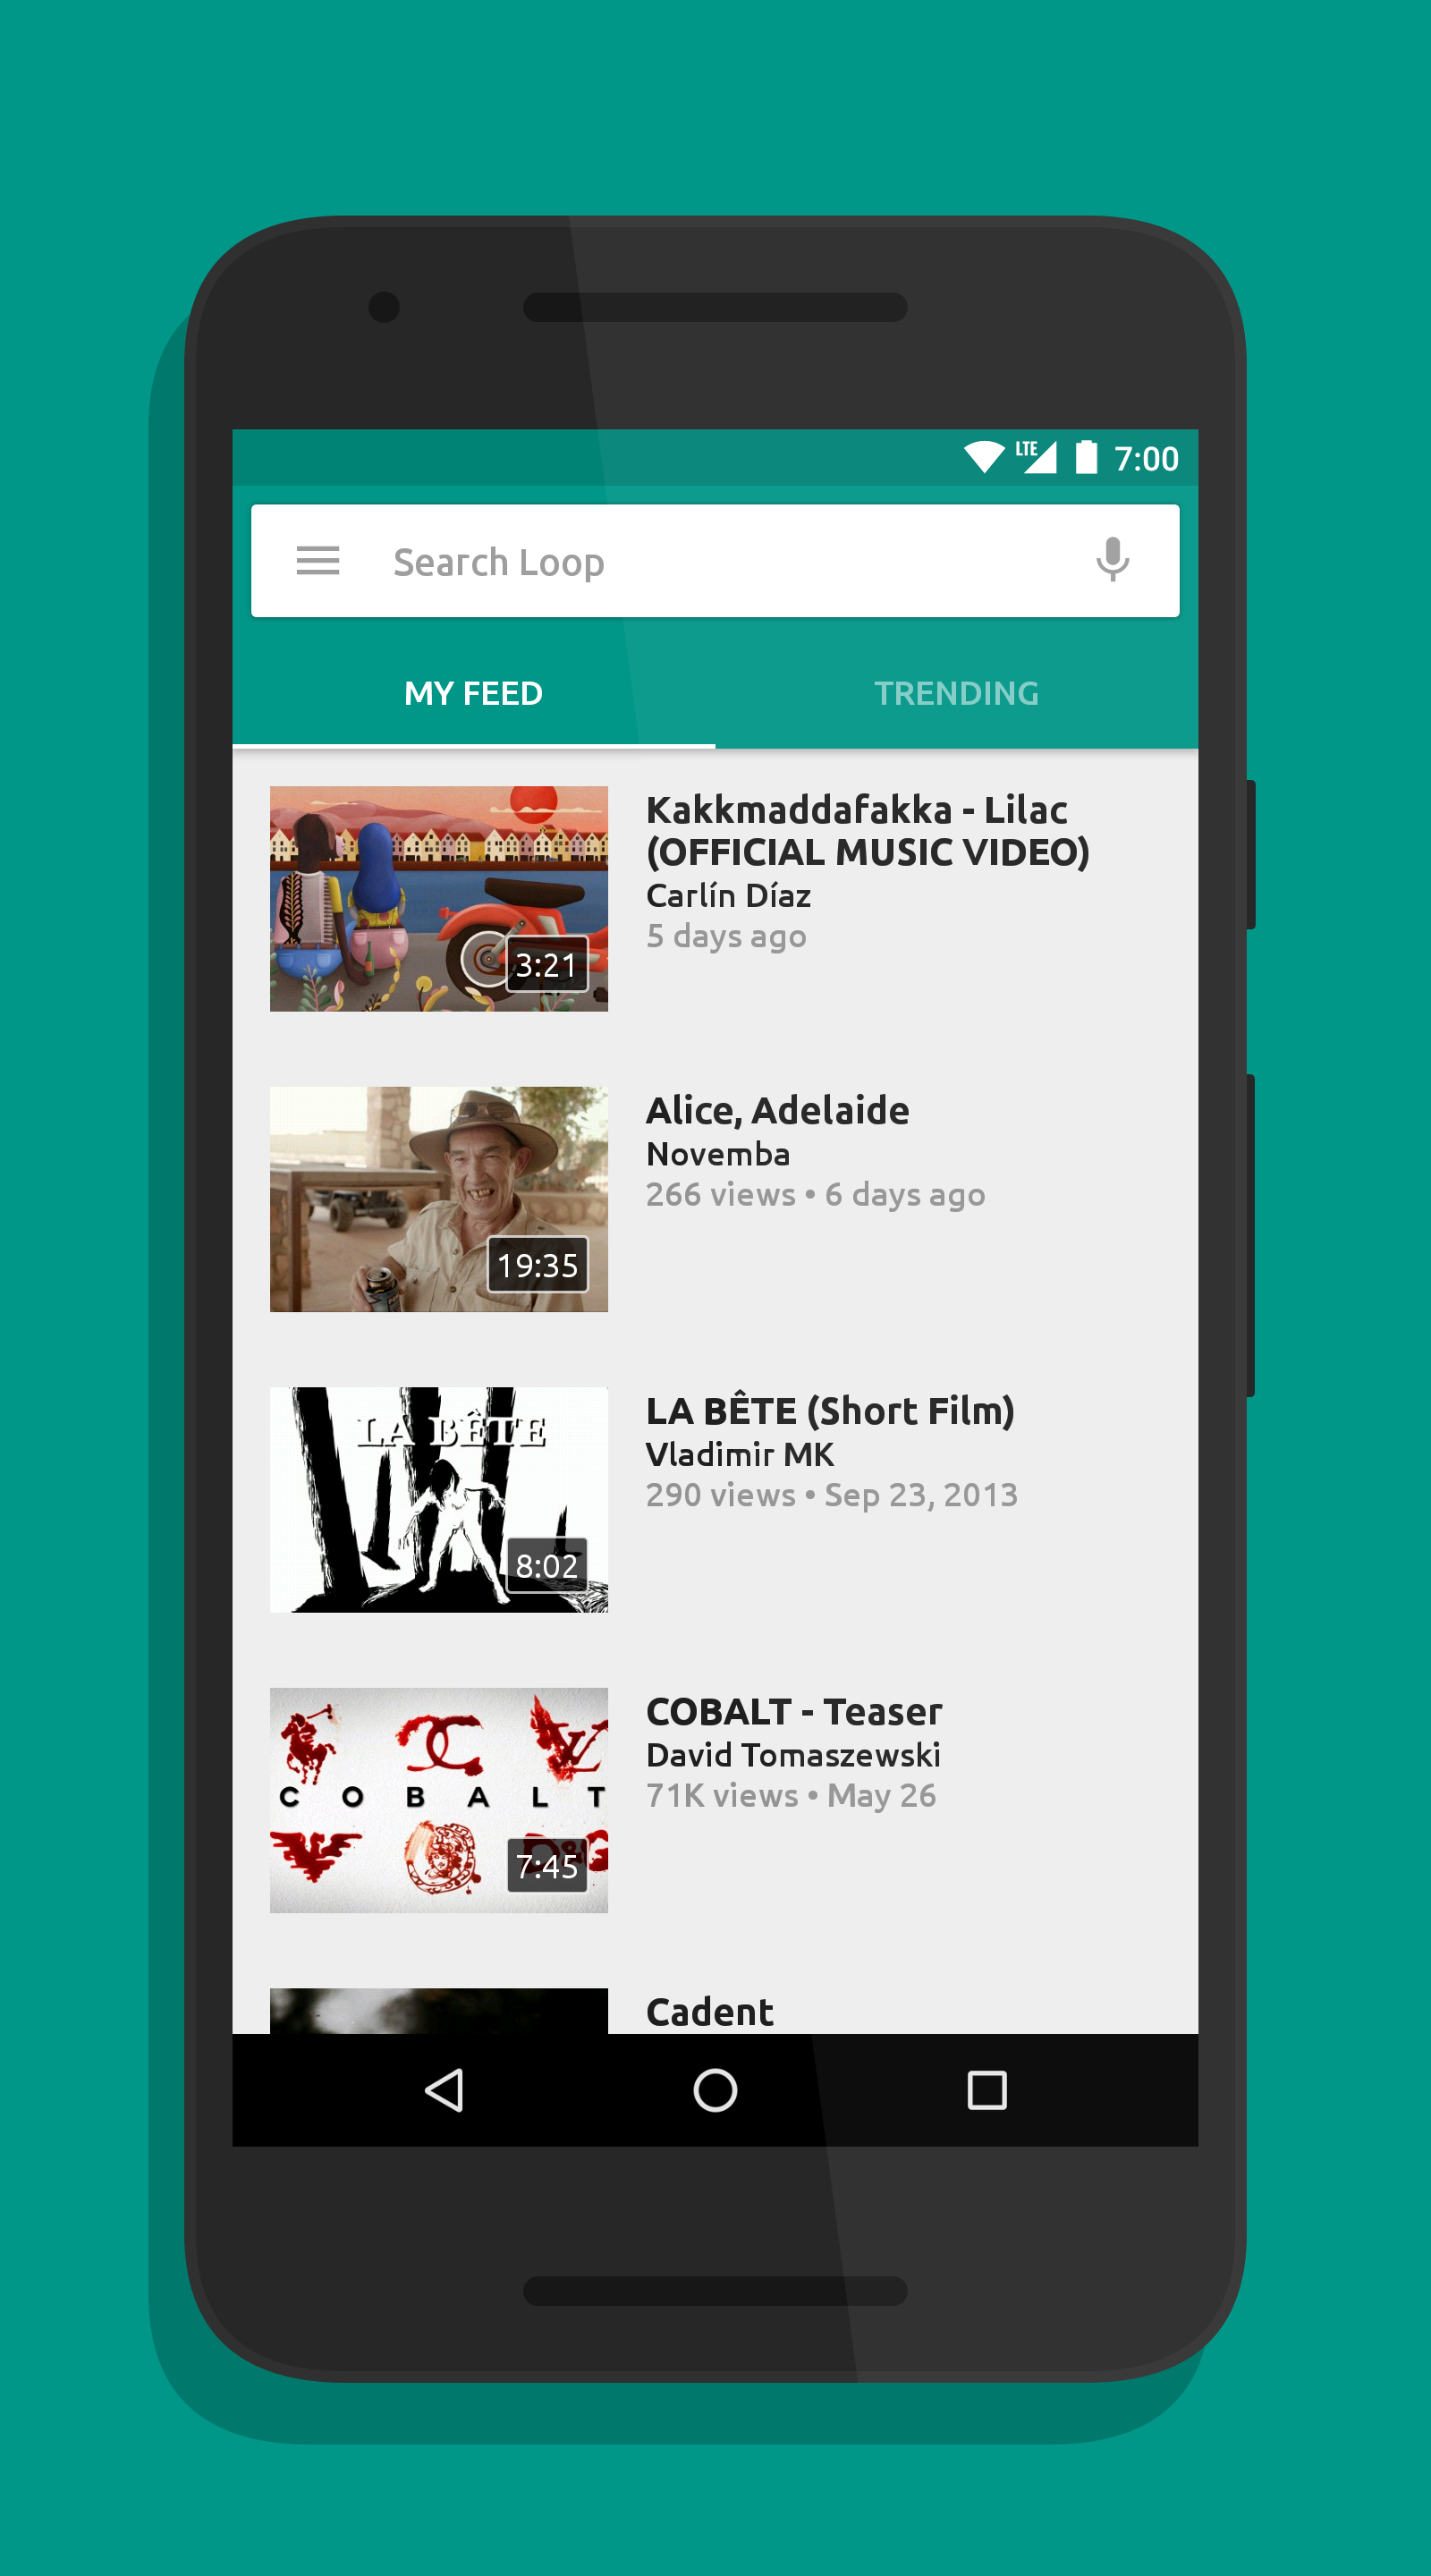 LTE 7:00
Search Loop
MY FEED TRENDING
Kakkmaddafakka - Lilac
(OFFICIAL MUSIC VIDEO)
Carlín Díaz
5 days ago
3:21
Alice, Adelaide
Novemba
266 views • 6 days ago
19:35
LA BÊTE
LA BÊTE (Short Film)
Vladimir MK
290 views • Sep 23, 2013
8:02
COBALT - Teaser
David Tomaszewski
71K views • May 26
COBALT
D&G
7:45
Cadent